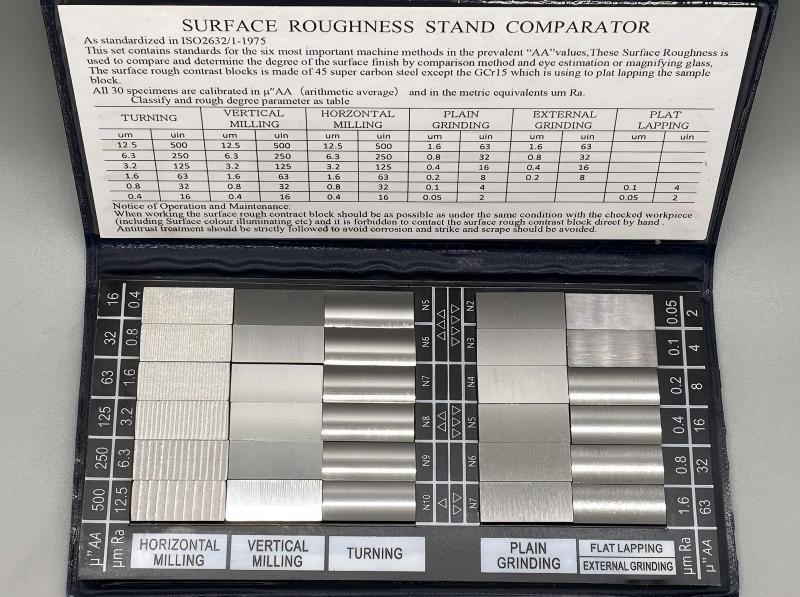 SURFACE ROUGHNESS STAND COMPARATOR
As standardized in ISO2632/1-1975
This set contains standards for the six most important machine methods in the prevalent “AA”values,These Surface Roughness is
used to compare and determine the degree of the surface finish by comparison method and eye estimation or magnifying glass,
The surface rough contrast blocks is made of 45 super carbon steel except the GCr15 which is using to plat lapping the sample
block.
All 30 specimens are calibrated in μ"AA (arithmetic average) and in the metric equivalents um Ra.
Classify and rough degree parameter as table
TURNING VERTICAL MILLING HORZONTAL MILLING PLAIN GRINDING EXTERNAL GRINDING PLAT LAPPING
um uin um uin um uin um uin um uin um uin
12.5 500 12.5 500 12.5 500 1.6 63 1.6 63
6.3 250 6.3 250 6.3 250 0.8 32 0.8 32
3.2 125 3.2 125 3.2 125 0.4 16 0.4 16
1.6 63 1.6 63 1.6 63 0.2 8 0.2 8
0.8 32 0.8 32 0.8 32 0.1 4 0.1 4
0.4 16 0.4 16 0.4 16 0.05 2 0.05 2
Notice of Operation and Maintenance:
When working the surface rough contract block should be as possible as under the same condition with the checked workpiece
(including Surface colour illuminating etc) and it is forbidden to contact the surface rough contrast block direct by hand .
Antitrust treatment should be strictly followed to avoid corrosion and strike and scrape should be avoided.
16 0.4 N5 N2 0.05 2
32 0.8 N6 N3 0.1 4
63 1.6 N7 N4 0.2 8
125 3.2 N8 N5 0.4 16
250 6.3 N9 N6 0.8 32
500 12.5 N10 N7 1.6 63
μ"AA μm Ra HORIZONTAL MILLING VERTICAL MILLING TURNING PLAIN GRINDING FLAT LAPPING EXTERNAL GRINDING μm Ra μ"AA